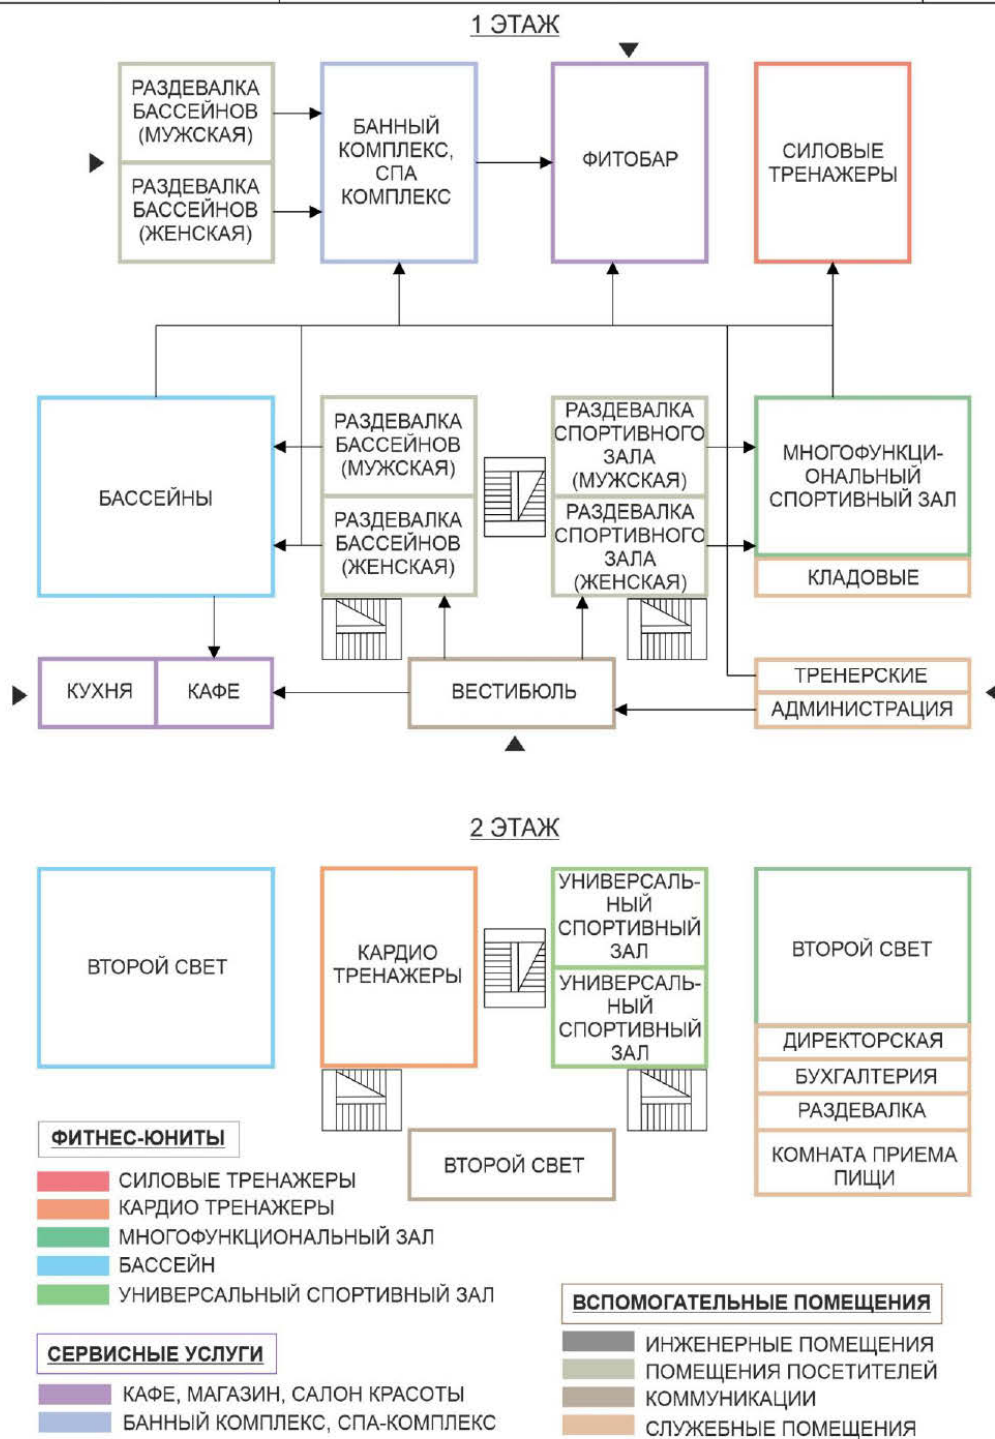 1 ЭТАЖ
РАЗДЕВАЛКА
БАССЕЙНОВ
(МУЖСКАЯ)
РАЗДЕВАЛКА
БАССЕЙНОВ
(ЖЕНСКАЯ)
БАННЫЙ
КОМПЛЕКС,
СПА
КОМПЛЕКС
ФИТОБАР
СИЛОВЫЕ
ТРЕНАЖЕРЫ
БАССЕЙНЫ
РАЗДЕВАЛКА
БАССЕЙНОВ
(МУЖСКАЯ)
РАЗДЕВАЛКА
БАССЕЙНОВ
(ЖЕНСКАЯ)
РАЗДЕВАЛКА
СПОРТИВНОГО
ЗАЛА
(МУЖСКАЯ)
РАЗДЕВАЛКА
СПОРТИВНОГО
ЗАЛА
(ЖЕНСКАЯ)
МНОГОФУНКЦИ-
ОНАЛЬНЫЙ
СПОРТИВНЫЙ ЗАЛ
КЛАДОВЫЕ
КУХНЯ
КАФЕ
ВЕСТИБЮЛЬ
ТРЕНЕРСКИЕ
АДМИНИСТРАЦИЯ
2 ЭТАЖ
ВТОРОЙ СВЕТ
КАРДИО
ТРЕНАЖЕРЫ
УНИВЕРСАЛЬ-
НЫЙ
СПОРТИВНЫЙ
ЗАЛ
УНИВЕРСАЛЬ-
НЫЙ
СПОРТИВНЫЙ
ЗАЛ
ВТОРОЙ СВЕТ
ДИРЕКТОРСКАЯ
БУХГАЛТЕРИЯ
РАЗДЕВАЛКА
КОМНАТА ПРИЕМА
ПИЩИ
ВТОРОЙ СВЕТ
ФИТНЕС-ЮНИТЫ
СИЛОВЫЕ ТРЕНАЖЕРЫ
КАРДИО ТРЕНАЖЕРЫ
МНОГОФУНКЦИОНАЛЬНЫЙ ЗАЛ
БАССЕЙН
УНИВЕРСАЛЬНЫЙ СПОРТИВНЫЙ ЗАЛ
СЕРВИСНЫЕ УСЛУГИ
КАФЕ, МАГАЗИН, САЛОН КРАСОТЫ
БАННЫЙ КОМПЛЕКС, СПА-КОМПЛЕКС
ВСПОМОГАТЕЛЬНЫЕ ПОМЕЩЕНИЯ
ИНЖЕНЕРНЫЕ ПОМЕЩЕНИЯ
ПОМЕЩЕНИЯ ПОСЕТИТЕЛЕЙ
КОММУНИКАЦИИ
СЛУЖЕБНЫЕ ПОМЕЩЕНИЯ